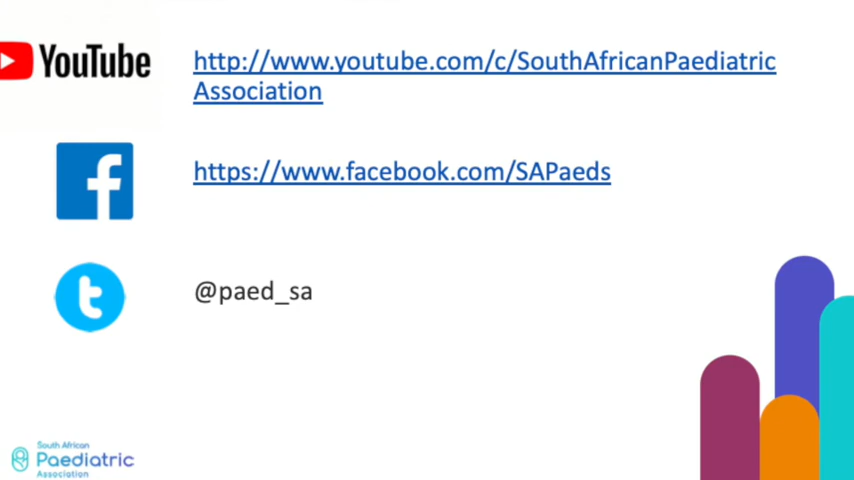 YouTube
http://www.youtube.com/c/SouthAfricanPaediatric
Association
https://www.facebook.com/SAPaeds
@paed_sa
South African
Paediatric
Association